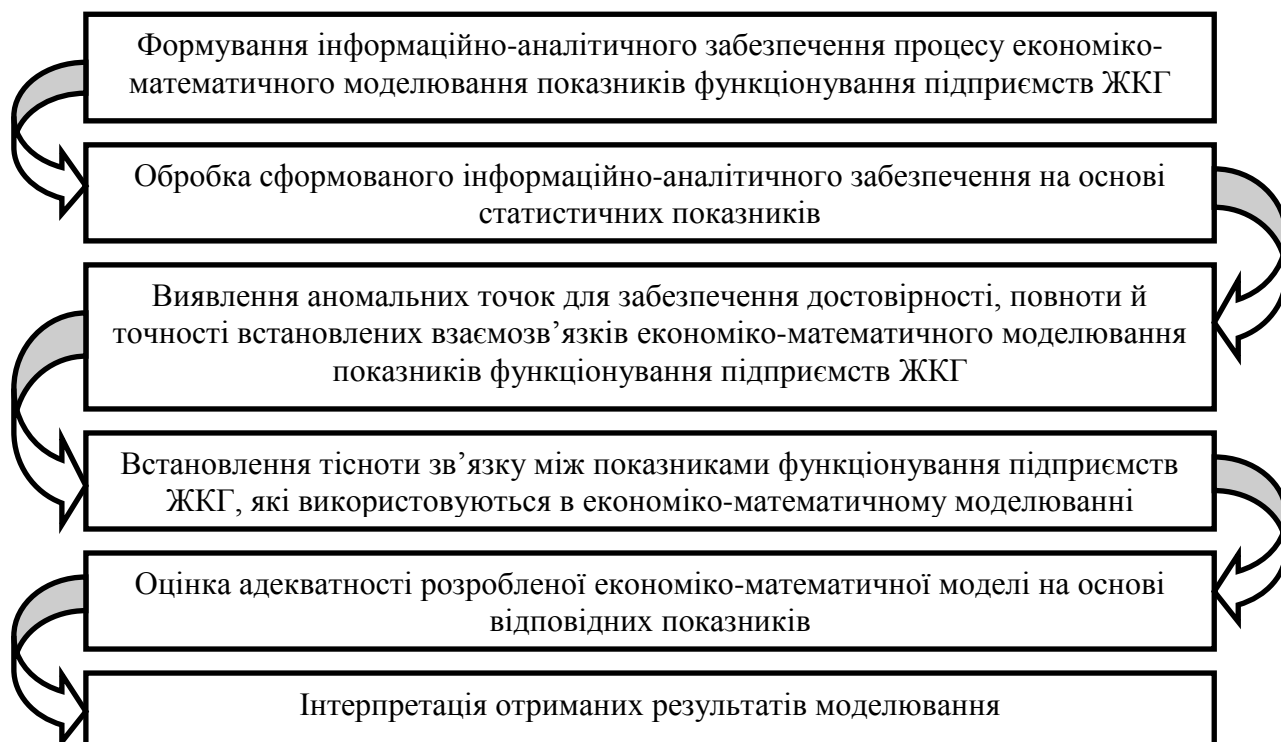 Формування інформаційно-аналітичного забезпечення процесу економіко-
математичного моделювання показників функціонування підприємств ЖКГ
Обробка сформованого інформаційно-аналітичного забезпечення на основі
статистичних показників
Виявлення аномальних точок для забезпечення достовірності, повноти й
точності встановлених взаємозв’язків економіко-математичного моделювання
показників функціонування підприємств ЖКГ
Встановлення тісноти зв’язку між показниками функціонування підприємств
ЖКГ, які використовуються в економіко-математичному моделюванні
Оцінка адекватності розробленої економіко-математичної моделі на основі
відповідних показників
Інтерпретація отриманих результатів моделювання